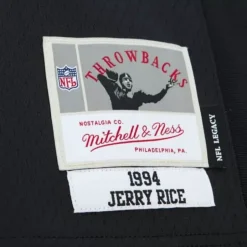 THROWBACKS
NFL
NOSTALGIA CO.
Mitchell & Ness
PHILADELPHIA, PA.
NFL LEGACY
1994
JERRY RICE